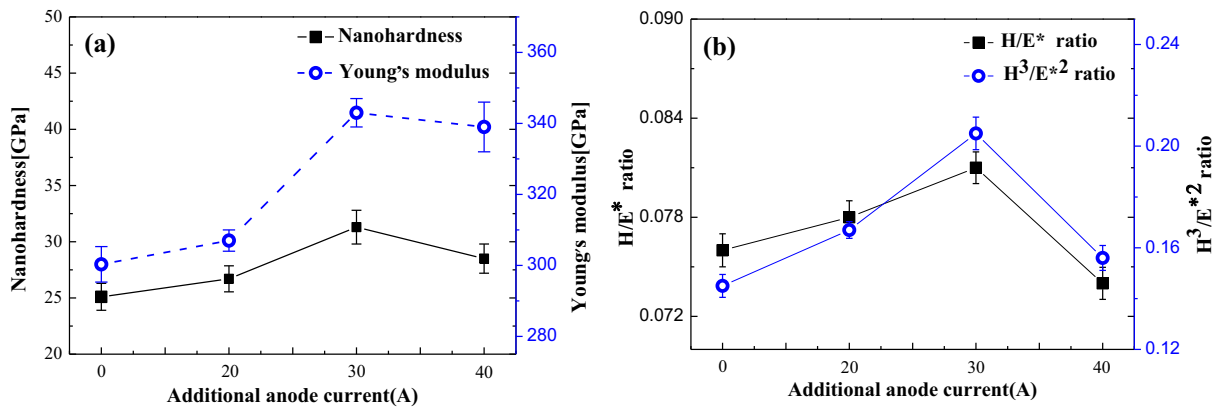 (a)
Nanohardness
Young's modulus
50
45
40
35
30
25
20
Nanohardness[GPa]
360
340
320
300
280
Young's modulus[GPa]
0 20 30 40
Additional anode current(A)
(b)
H/E* ratio
H³/E*² ratio
0.090
0.084
0.078
0.072
H/E* ratio
0.24
0.20
0.16
0.12
H³/E*² ratio
0 20 30 40
Additional anode current(A)